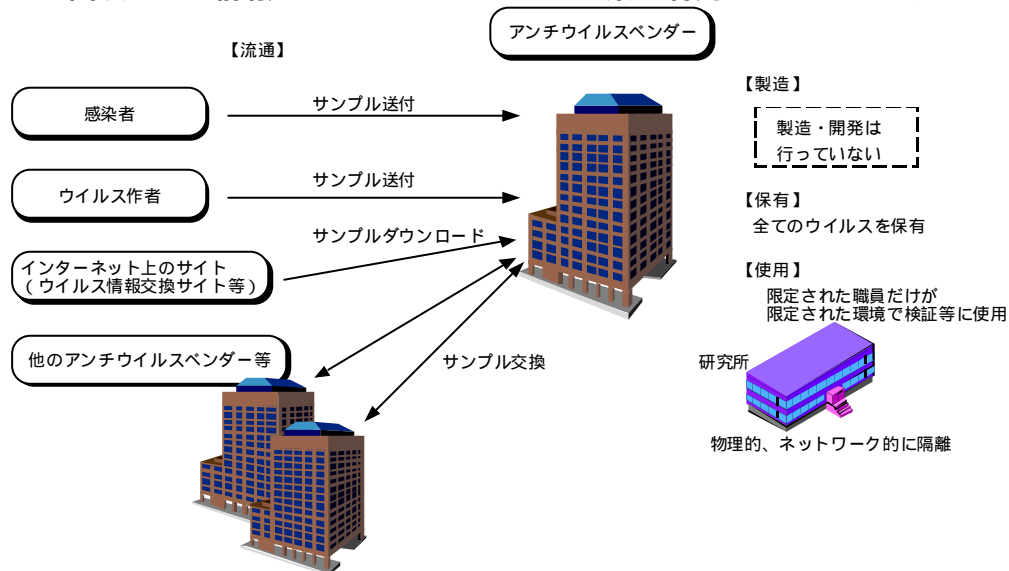 アンチウイルスベンダー
【流通】
感染者
サンプル送付
ウイルス作者
サンプル送付
サンプルダウンロード
インターネット上のサイト
（ウイルス情報交換サイト等）
他のアンチウイルスベンダー等
サンプル交換
【製造】
製造・開発は
行っていない
【保有】
全てのウイルスを保有
【使用】
限定された職員だけが
限定された環境で検証等に使用
研究所
物理的、ネットワーク的に隔離